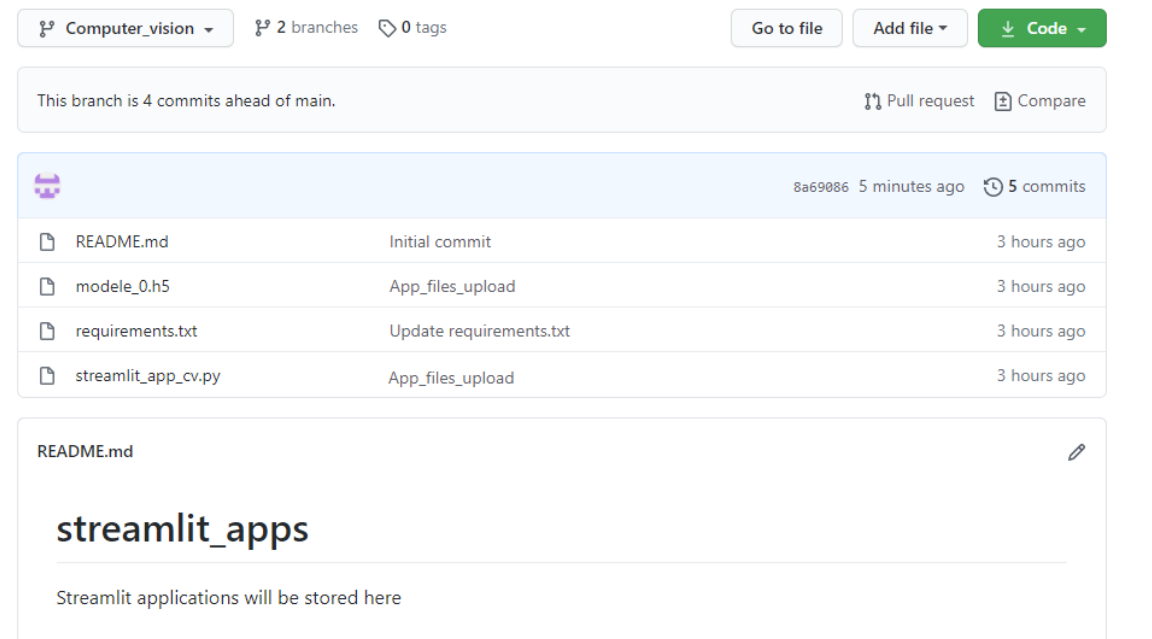 Computer_vision 2 branches 0 tags Go to file Add file Code
This branch is 4 commits ahead of main. Pull request Compare
8a69086 5 minutes ago 5 commits
README.md Initial commit 3 hours ago
modele_0.h5 App_files_upload 3 hours ago
requirements.txt Update requirements.txt 3 hours ago
streamlit_app_cv.py App_files_upload 3 hours ago
README.md
streamlit_apps
Streamlit applications will be stored here